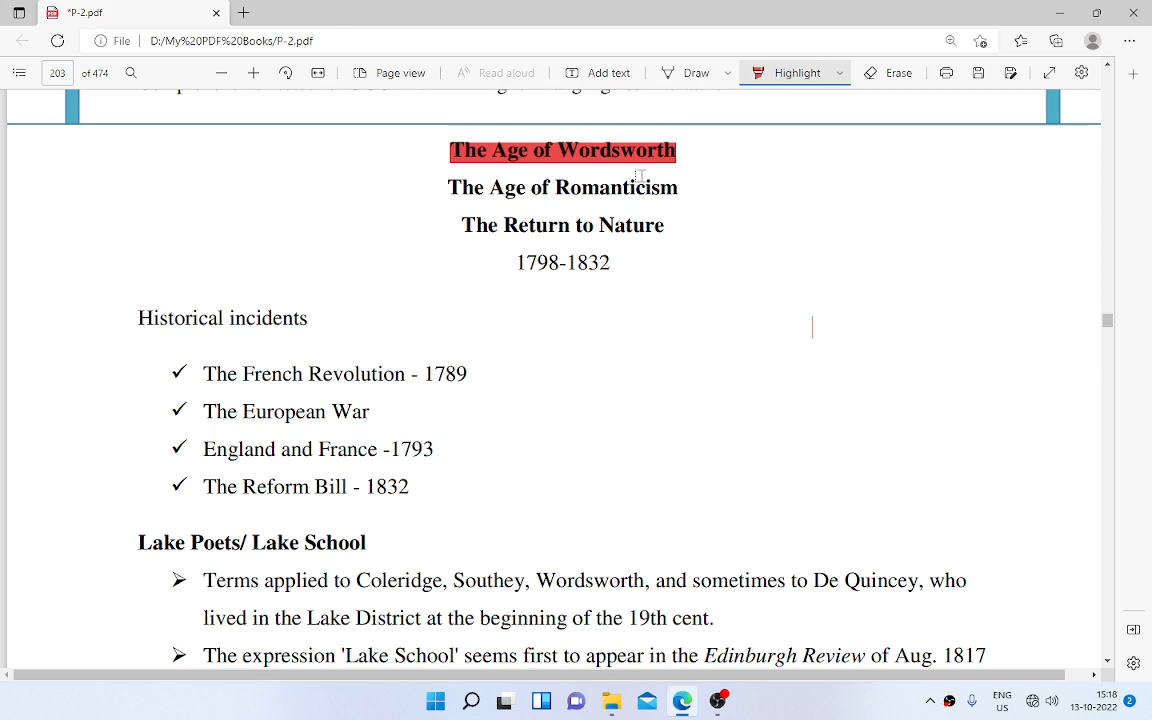 *P-2.pdf
File
D:/My%20PDF%20Books/P-2.pdf
203 of 474
Page view
Read aloud
Add text
Draw
Highlight
Erase
The Age of Wordsworth
The Age of Romanticism
The Return to Nature
1798-1832
Historical incidents
✓ The French Revolution - 1789
✓ The European War
✓ England and France -1793
✓ The Reform Bill - 1832
Lake Poets/ Lake School
➢ Terms applied to Coleridge, Southey, Wordsworth, and sometimes to De Quincey, who
lived in the Lake District at the beginning of the 19th cent.
➢ The expression 'Lake School' seems first to appear in the Edinburgh Review of Aug. 1817
ENG
US
15:18
13-10-2022
2